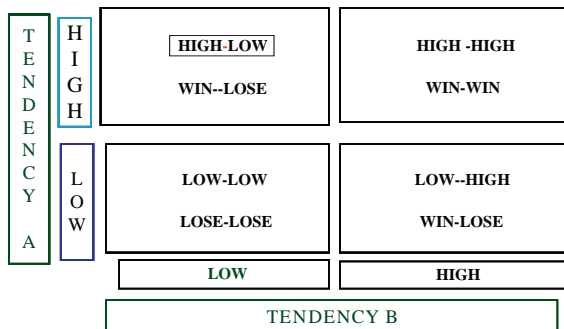 TENDENCY A
HIGH
HIGH-LOW
WIN--LOSE
HIGH -HIGH
WIN-WIN
LOW
LOW-LOW
LOSE-LOSE
LOW--HIGH
WIN-LOSE
LOW
HIGH
TENDENCY B